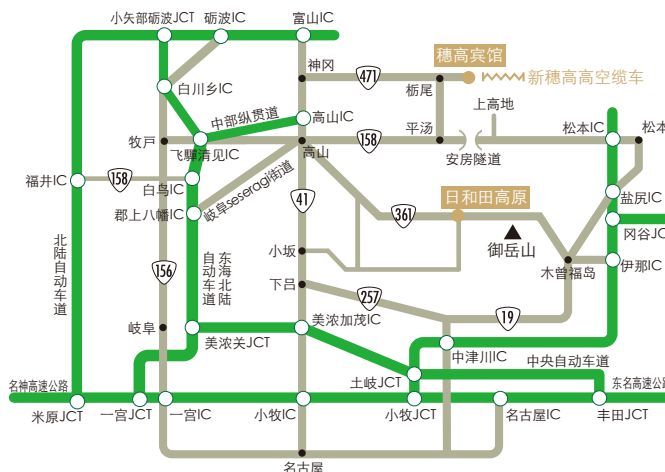 小矢部砺波JCT
砺波IC
富山IC
穗高宾馆
神冈
471
枥尾
新穗高高空缆车
白川乡IC
上高地
中部纵贯道
高山IC
平汤
松本IC
松本
牧戸
飞驒清见IC
高山
158
安房隧道
福井IC
158
白鸟IC
岐阜seseragi街道
盐尻IC
郡上八幡IC
41
361
日和田高原
御岳山
冈谷JCT
北陆自动车道
东海北陆
自动车道
小坂
木曾福岛
伊那IC
156
下吕
257
19
岐阜
美浓关JCT
美浓加茂IC
中津川IC
中央自动车道
土岐JCT
名神高速公路
东名高速公路
米原JCT
一宫JCT
一宫IC
小牧IC
小牧JCT
名古屋IC
丰田JCT
名古屋